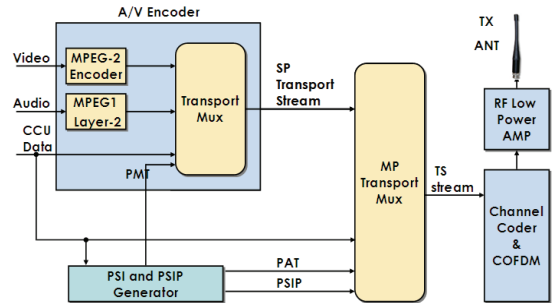 A/V Encoder
TX
ANT
Video
MPEG-2
Encoder
Audio
MPEG1
Layer-2
Transport
Mux
SP
Transport
Stream
CCU
Data
PMT
RF Low
Power
AMP
MP
Transport
Mux
TS
stream
Channel
Coder
&
COFDM
PSI and PSIP
Generator
PAT
PSIP